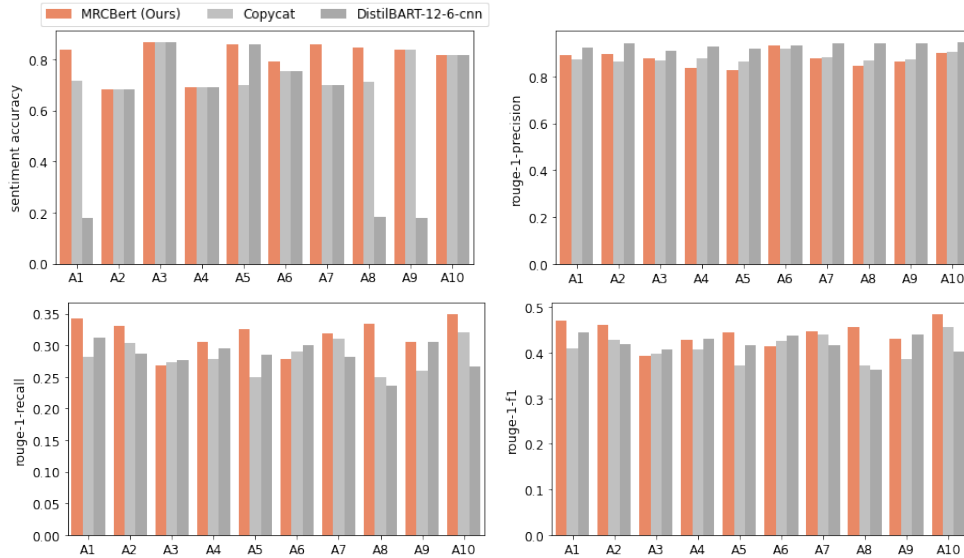 MRCBert (Ours) Copycat DistilBART-12-6-cnn
sentiment accuracy
0.8
0.6
0.4
0.2
0.0
A1 A2 A3 A4 A5 A6 A7 A8 A9 A10
rouge-1-precision
0.8
0.6
0.4
0.2
0.0
A1 A2 A3 A4 A5 A6 A7 A8 A9 A10
rouge-1-recall
0.35
0.30
0.25
0.20
0.15
0.10
0.05
0.00
A1 A2 A3 A4 A5 A6 A7 A8 A9 A10
rouge-1-f1
0.5
0.4
0.3
0.2
0.1
0.0
A1 A2 A3 A4 A5 A6 A7 A8 A9 A10